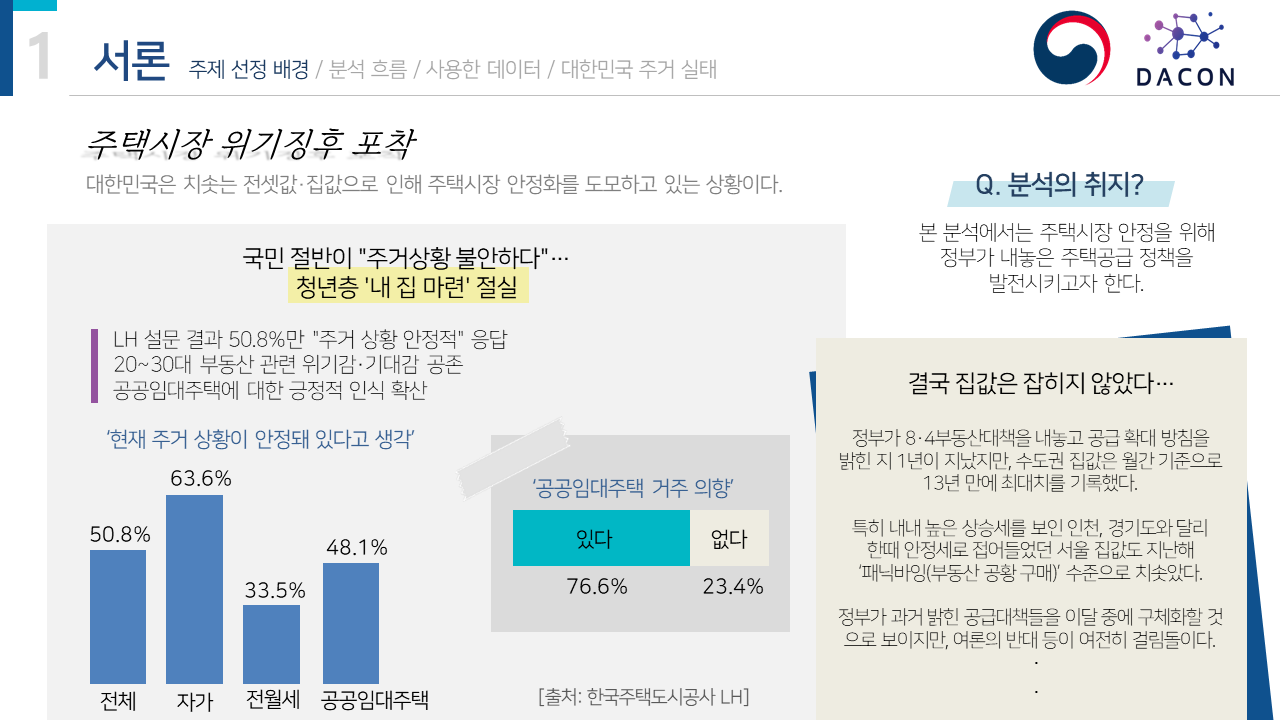 1
서론 주제 선정 배경 / 분석 흐름 / 사용한 데이터 / 대한민국 주거 실태
DACON
주택시장 위기징후 포착
대한민국은 치솟는 전셋값·집값으로 인해 주택시장 안정화를 도모하고 있는 상황이다.
국민 절반이 "주거상황 불안하다"…
청년층 '내 집 마련' 절실
LH 설문 결과 50.8%만 "주거 상황 안정적" 응답
20~30대 부동산 관련 위기감·기대감 공존
공공임대주택에 대한 긍정적 인식 확산
‘현재 주거 상황이 안정돼 있다고 생각’
50.8%
63.6%
33.5%
48.1%
전체
자가
전월세
공공임대주택
‘공공임대주택 거주 의향’
있다
없다
76.6%
23.4%
[출처: 한국주택도시공사 LH]
Q. 분석의 취지?
본 분석에서는 주택시장 안정을 위해
정부가 내놓은 주택공급 정책을
발전시키고자 한다.
결국 집값은 잡히지 않았다…
정부가 8·4부동산대책을 내놓고 공급 확대 방침을
밝힌 지 1년이 지났지만, 수도권 집값은 월간 기준으로
13년 만에 최대치를 기록했다.
특히 내내 높은 상승세를 보인 인천, 경기도와 달리
한때 안정세로 접어들었던 서울 집값도 지난해
‘패닉바잉(부동산 공황 구매)’ 수준으로 치솟았다.
정부가 과거 밝힌 공급대책들을 이달 중에 구체화할 것
으로 보이지만, 여론의 반대 등이 여전히 걸림돌이다.
.
.